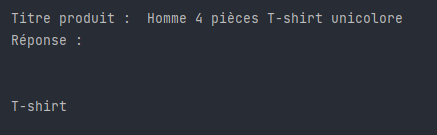 Titre produit :  Homme 4 pièces T-shirt unicolore
Réponse :
T-shirt